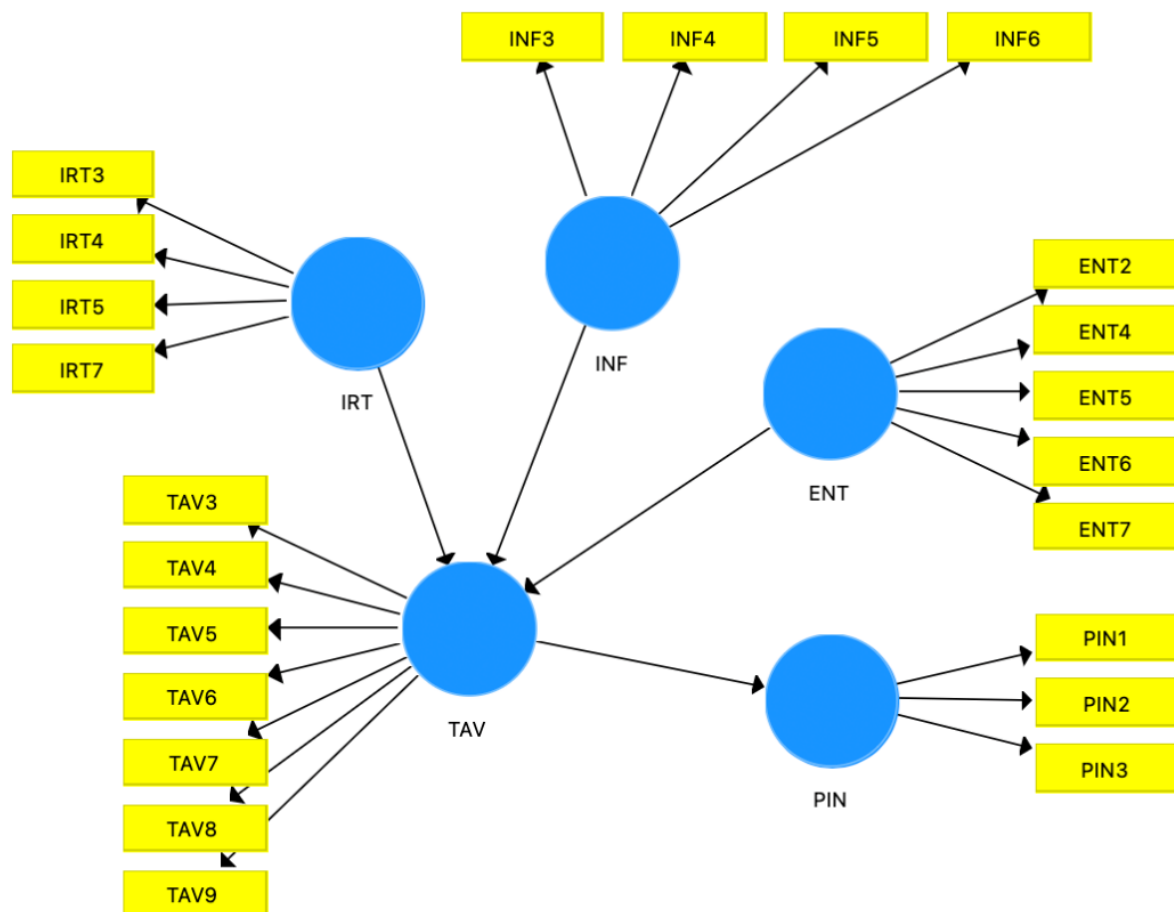 INF3
INF4
INF5
INF6
IRT3
IRT4
IRT5
IRT7
IRT
INF
ENT2
ENT4
ENT5
ENT6
ENT7
ENT
TAV3
TAV4
TAV5
TAV6
TAV7
TAV8
TAV9
TAV
PIN1
PIN2
PIN3
PIN